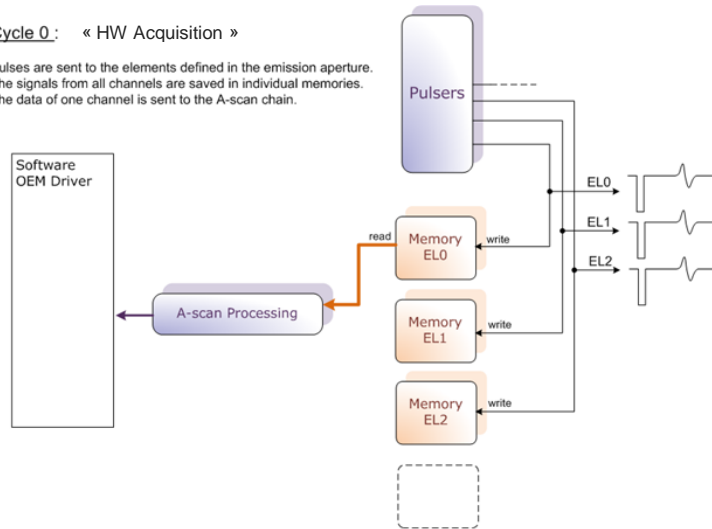 ycle 0 : « HW Acquisition »
ulses are sent to the elements defined in the emission aperture.
he signals from all channels are saved in individual memories.
he data of one channel is sent to the A-scan chain.
Pulsers
Software
OEM Driver
EL0
EL1
EL2
read
Memory
EL0
write
A-scan Processing
Memory
EL1
write
Memory
EL2
write